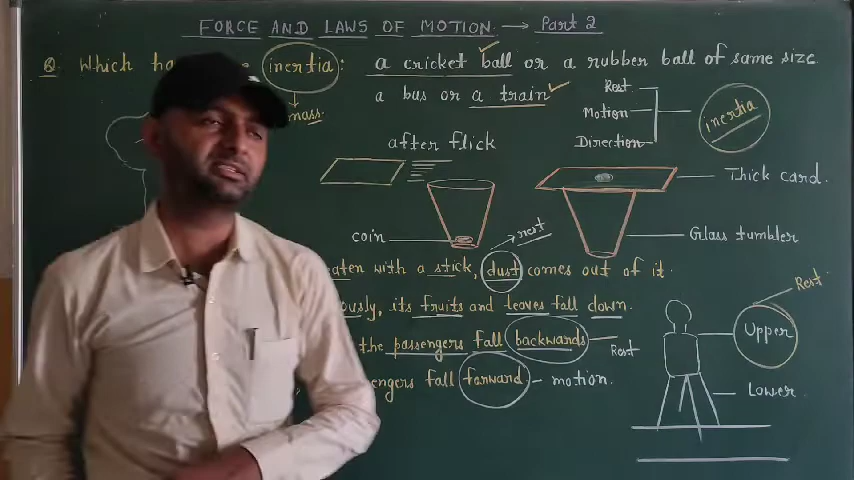 FORCE AND LAWS OF MOTION → Part 2
Q. Which ha e inertia: a cricket ball or a rubber ball of same size.
mass a bus or a train
Rest
Motion
Direction
inertia
after flick
Thick card.
coin
Glass tumbler
eaten with a stick, dust comes out of it.
rest
ously, its fruits and leaves fall down.
the passengers fall backwards
Rest
engers fall forward – motion.
Rest
Upper
Lower